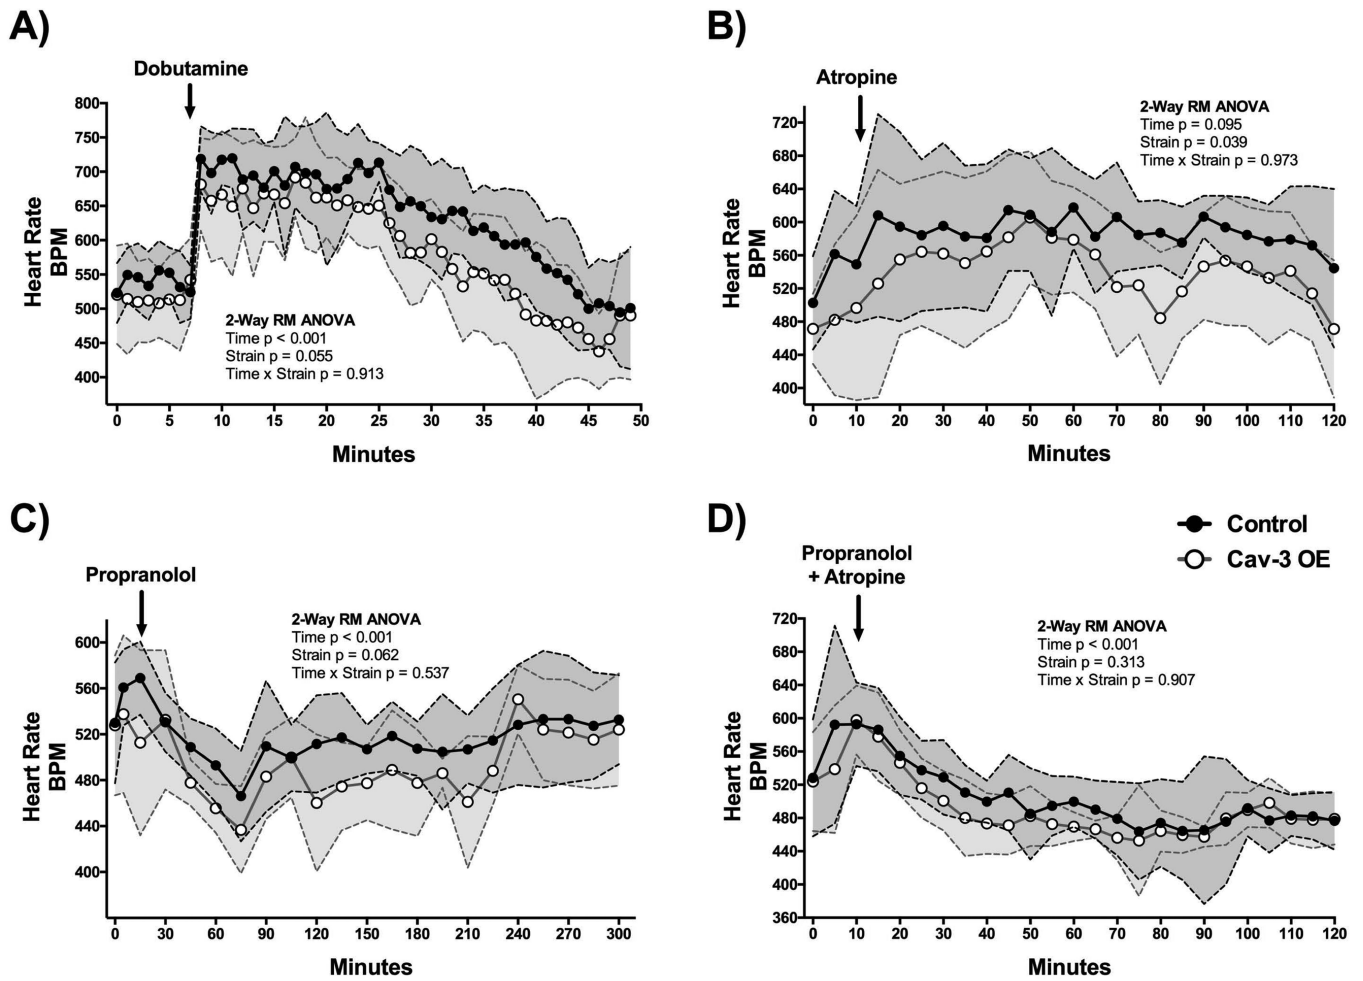 A)
Dobutamine
800
750
700
650
600
550
500
450
400
Heart Rate
BPM
2-Way RM ANOVA
Time p < 0.001
Strain p = 0.055
Time x Strain p = 0.913
0 5 10 15 20 25 30 35 40 45 50
Minutes
B)
Atropine
720
680
640
600
560
520
480
440
400
Heart Rate
BPM
2-Way RM ANOVA
Time p = 0.095
Strain p = 0.039
Time x Strain p = 0.973
0 10 20 30 40 50 60 70 80 90 100 110 120
Minutes
C)
Propranolol
600
560
520
480
440
400
Heart Rate
BPM
2-Way RM ANOVA
Time p < 0.001
Strain p = 0.062
Time x Strain p = 0.537
0 30 60 90 120 150 180 210 240 270 300
Minutes
D)
Control
Cav-3 OE
Propranolol
+ Atropine
720
680
640
600
560
520
480
440
400
360
Heart Rate
BPM
2-Way RM ANOVA
Time p < 0.001
Strain p = 0.313
Time x Strain p = 0.907
0 10 20 30 40 50 60 70 80 90 100 110 120
Minutes